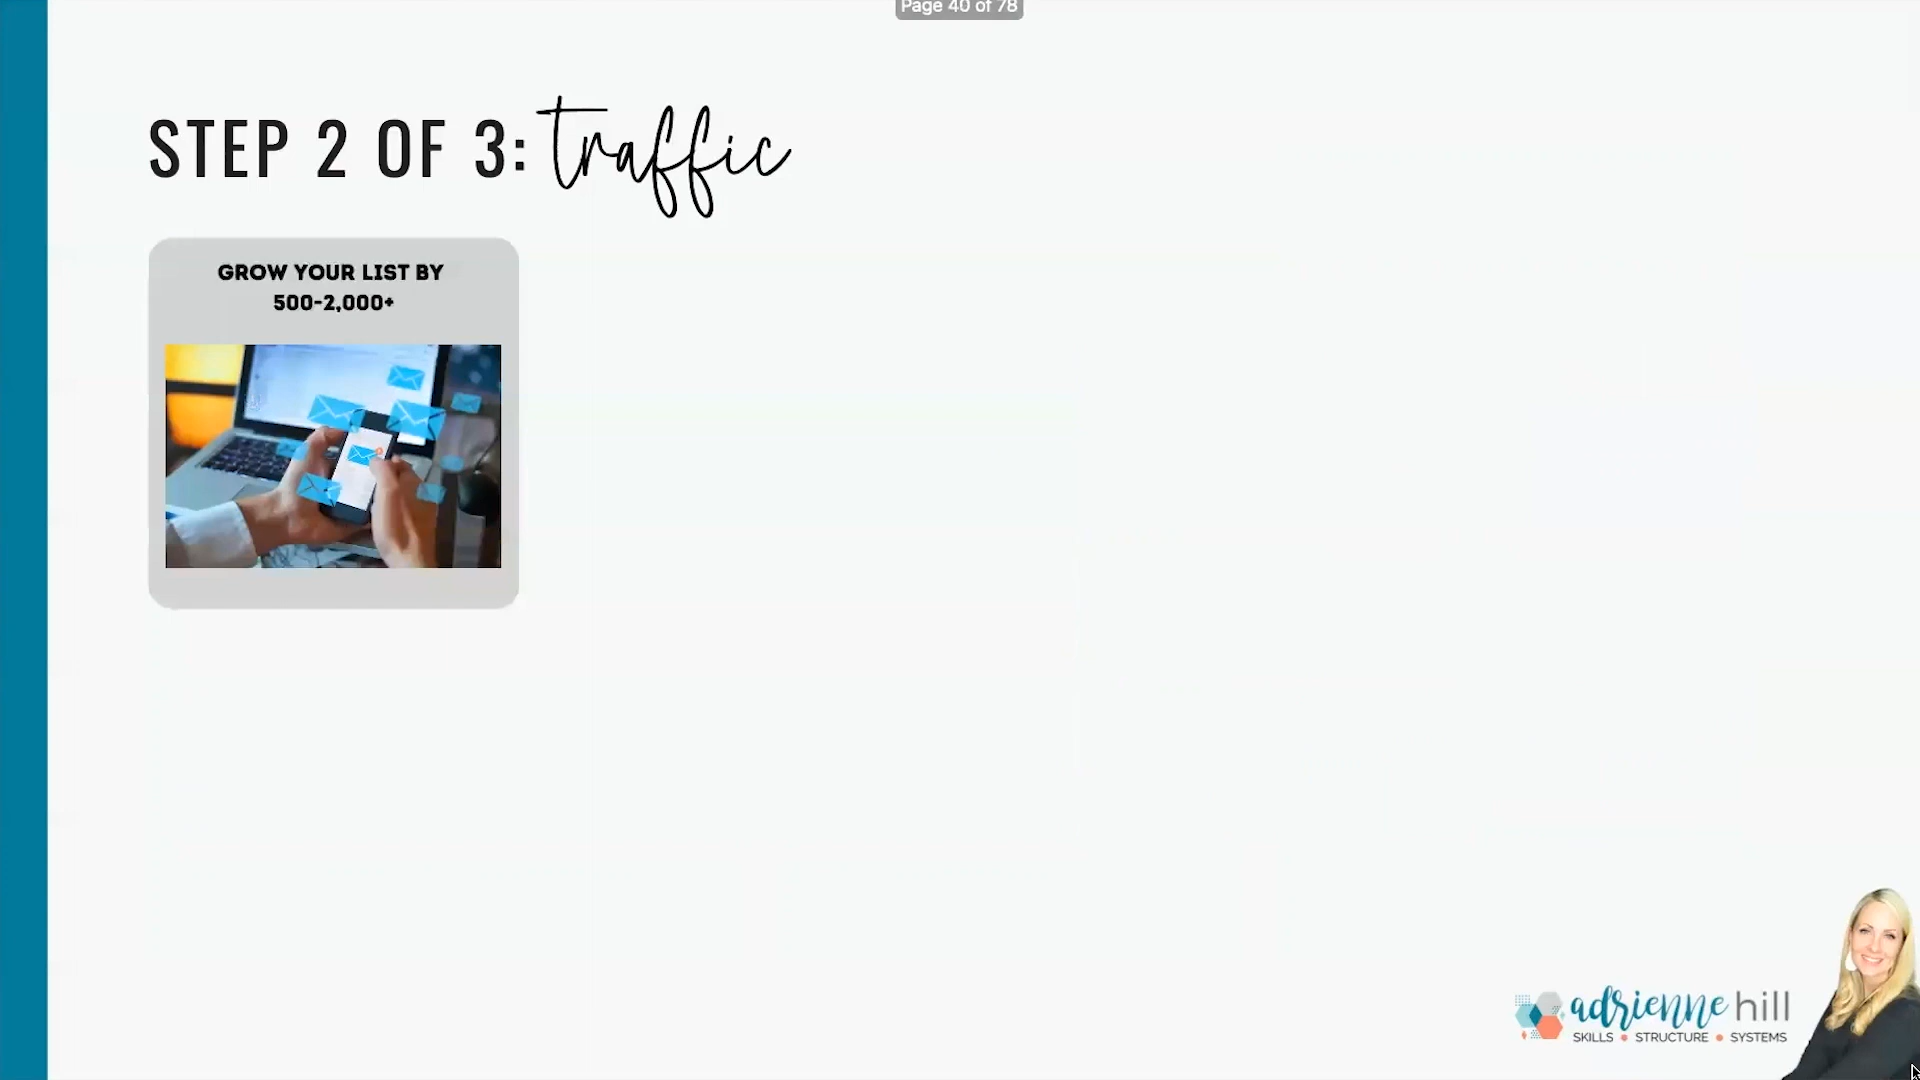 Page 40 of 78
STEP 2 OF 3: traffic
GROW YOUR LIST BY
500-2,000+
adrienne hill
SKILLS • STRUCTURE • SYSTEMS